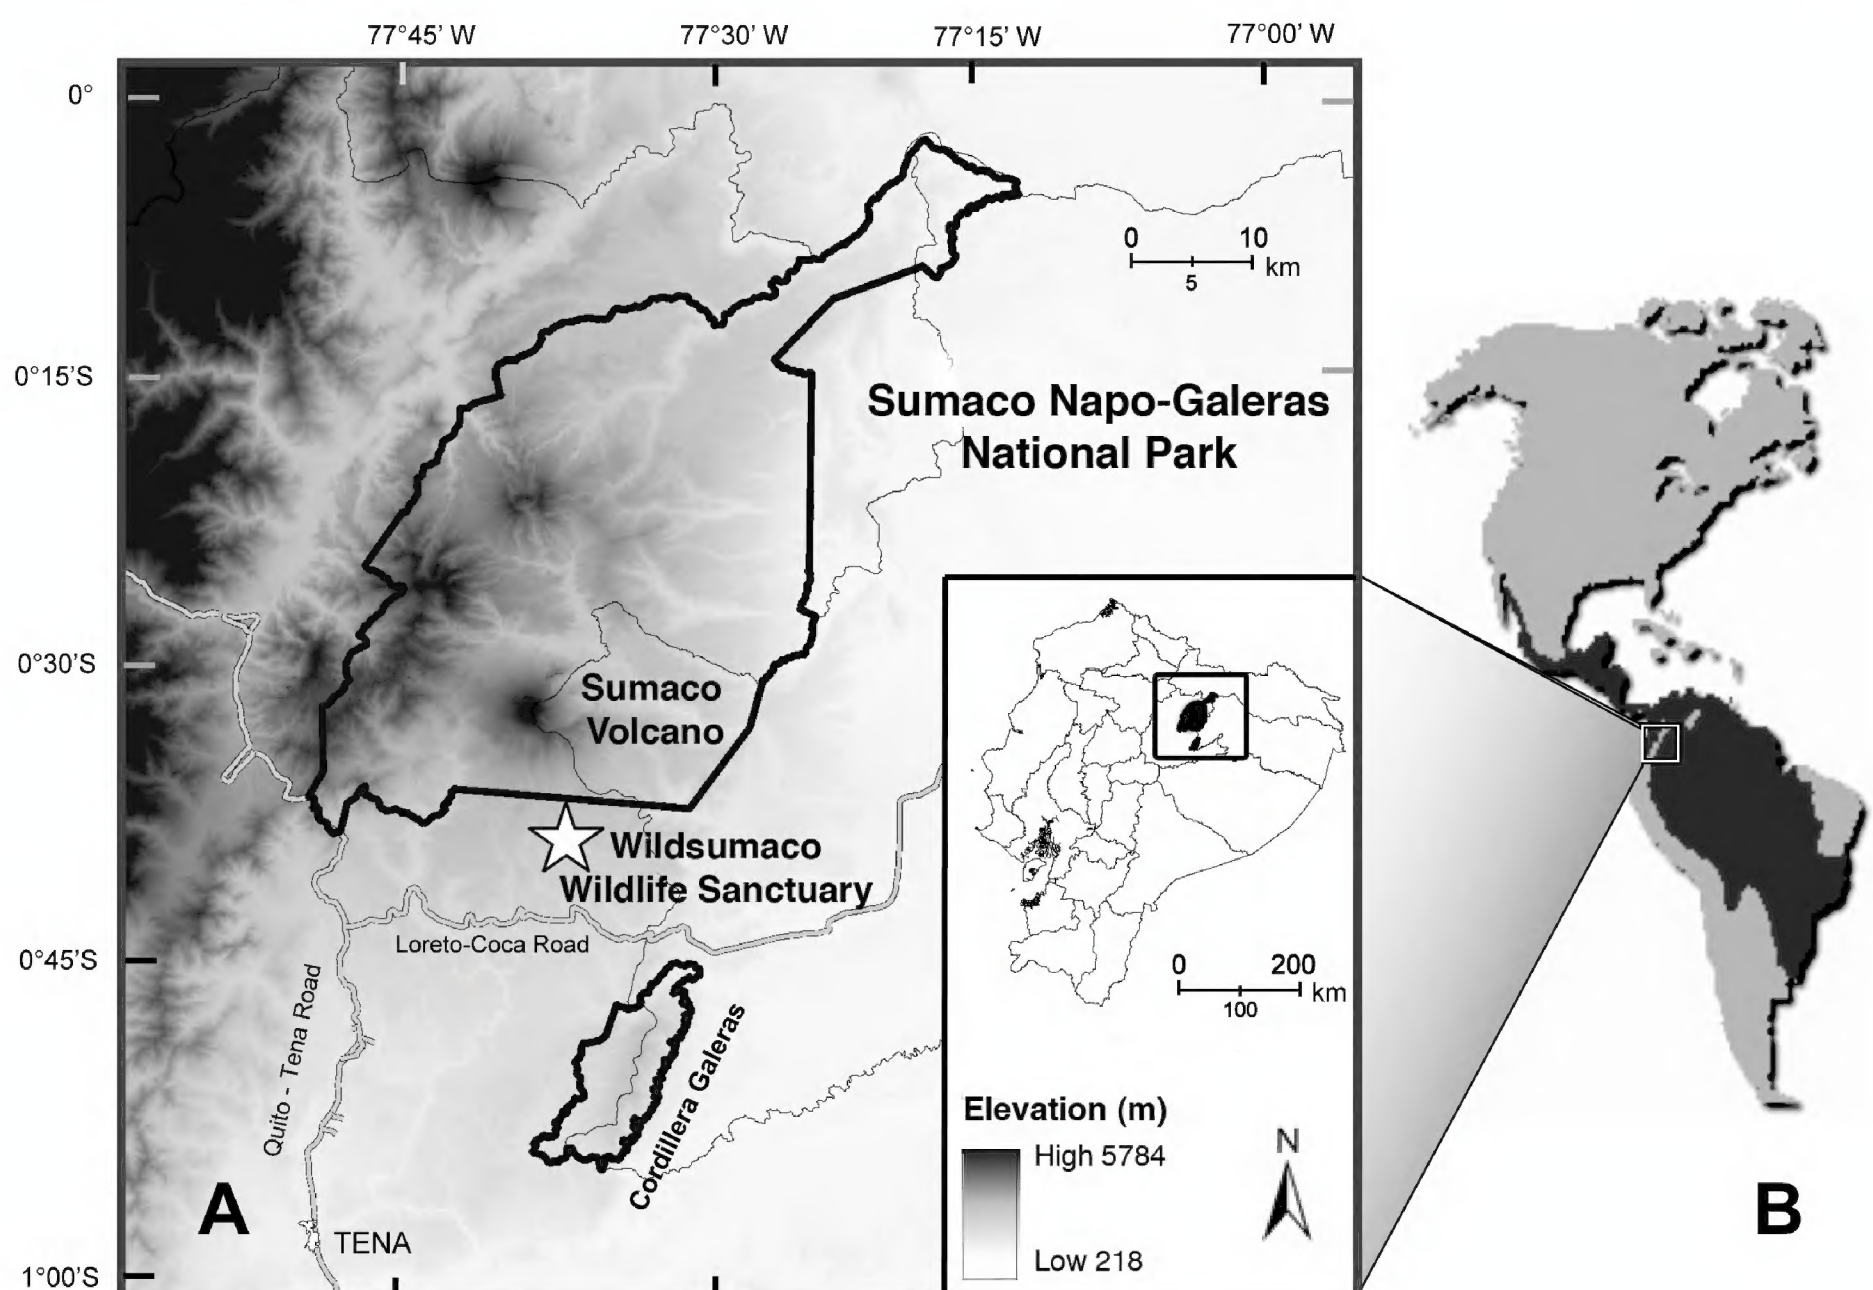 77°45' W
77°30' W
77°15' W
77°00' W
0°
0°15'S
0°30'S
0°45'S
1°00'S
0 10
5
km
Sumaco Napo-Galeras
National Park
Sumaco
Volcano
Wildsumaco
Wildlife Sanctuary
Loreto-Coca Road
Quito - Tena Road
Cordillera Galeras
TENA
A
0 200
100
km
Elevation (m)
High 5784
Low 218
N
B